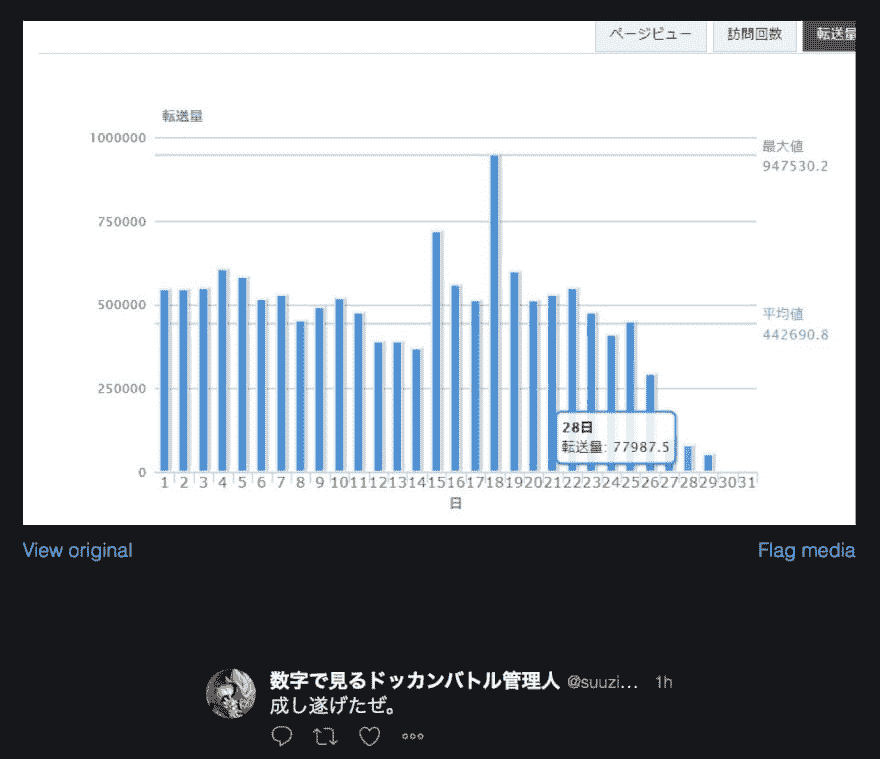 ページビュー 訪問回数 転送量
転送量
1000000
最大値
947530.2
750000
500000
平均値
442690.8
250000
28日
転送量: 77987.5
0
1 2 3 4 5 6 7 8 9 10 11 12 13 14 15 16 17 18 19 20 21 22 23 24 25 26 27 28 29 30 31
日
View original Flag media
数字で見るドッカンバトル管理人 @suuzi... 1h
成し遂げたぜ。